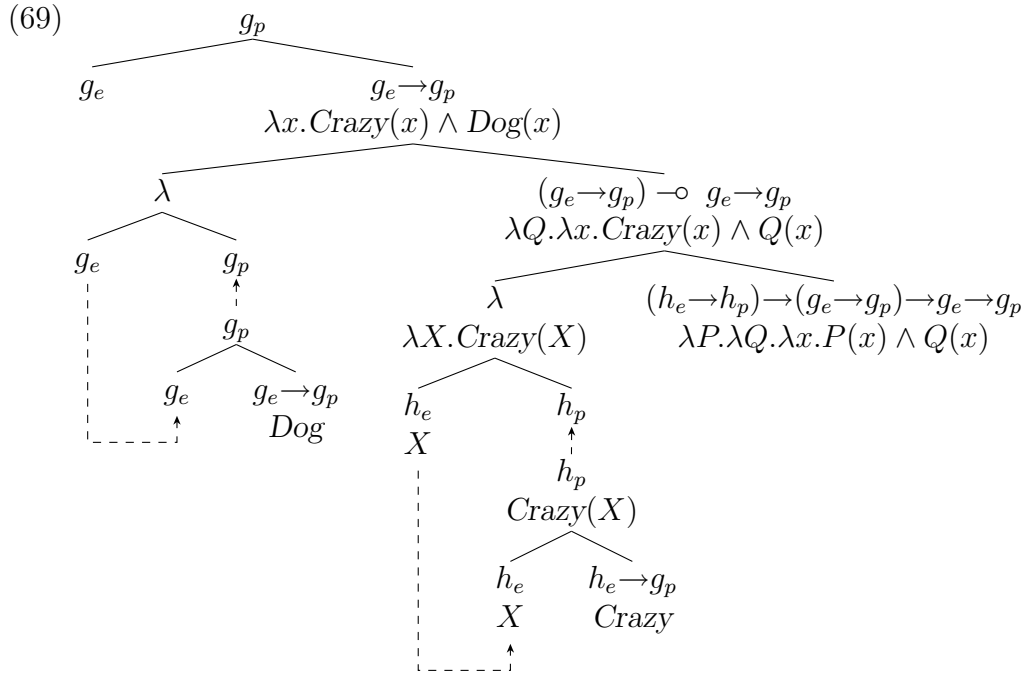 (69)
g_p
g_e g_e→g_p
λx.Crazy(x) ∧ Dog(x)
λ (g_e→g_p) ⊸ g_e→g_p
λQ.λx.Crazy(x) ∧ Q(x)
g_e g_p λ (h_e→h_p)→(g_e→g_p)→g_e→g_p
λX.Crazy(X) λP.λQ.λx.P(x) ∧ Q(x)
g_p
g_e g_e→g_p h_e h_p
Dog X
h_p
Crazy(X)
h_e h_e→g_p
X Crazy